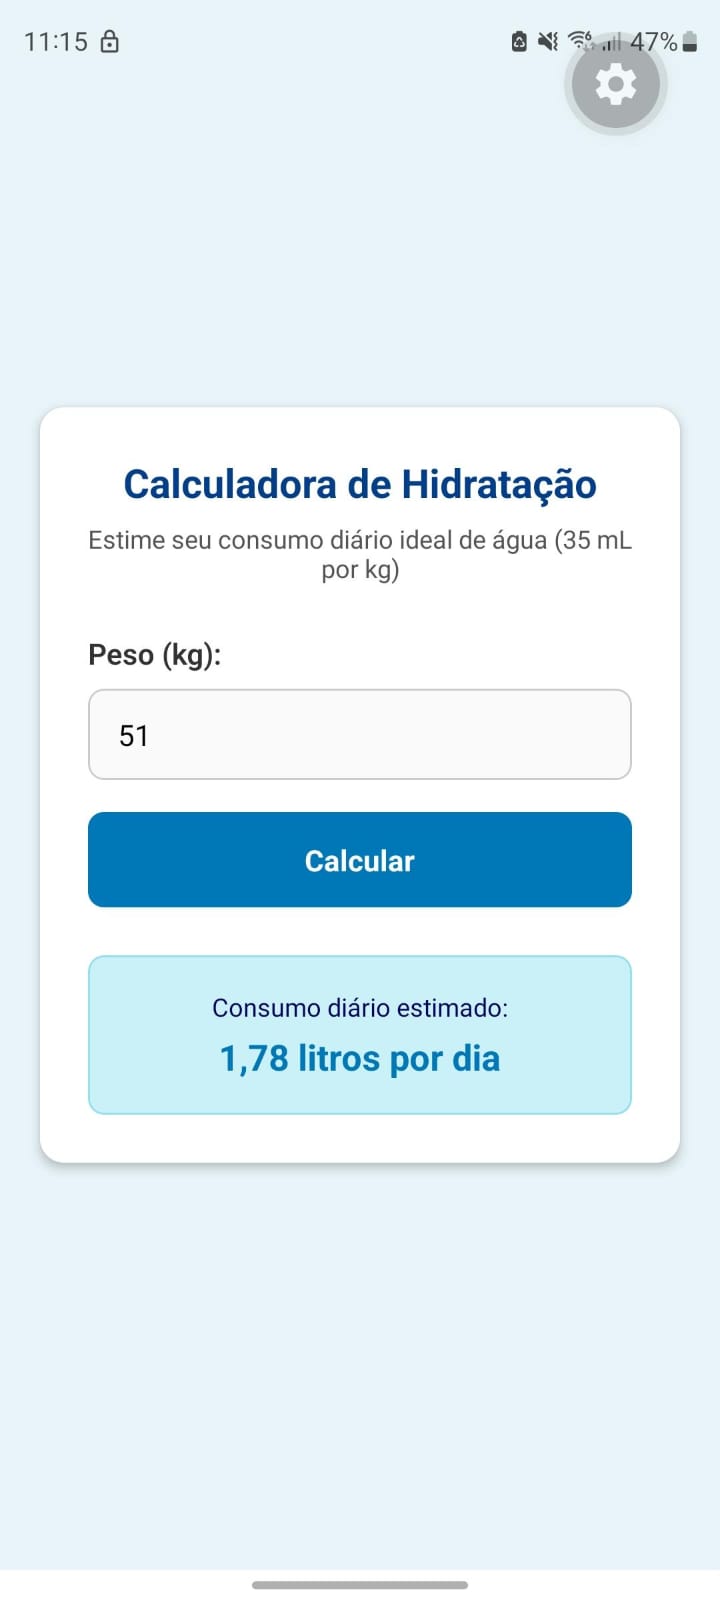 11:15
47%
Calculadora de Hidratação
Estime seu consumo diário ideal de água (35 mL
por kg)
Peso (kg):
51
Calcular
Consumo diário estimado:
1,78 litros por dia